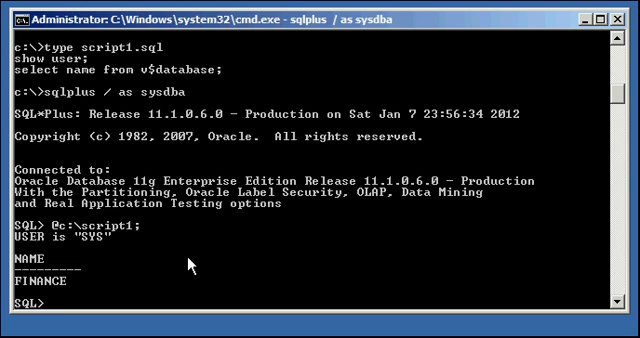 Administrator: C:\Windows\system32\cmd.exe - sqlplus / as sysdba
c:\>type script1.sql
show user;
select name from v$database;
c:\>sqlplus / as sysdba
SQL*Plus: Release 11.1.0.6.0 - Production on Sat Jan 7 23:56:34 2012
Copyright (c) 1982, 2007, Oracle.  All rights reserved.
Connected to:
Oracle Database 11g Enterprise Edition Release 11.1.0.6.0 - Production
With the Partitioning, Oracle Label Security, OLAP, Data Mining
and Real Application Testing options
SQL> @c:\script1;
USER is "SYS"
NAME
---------
FINANCE
SQL>